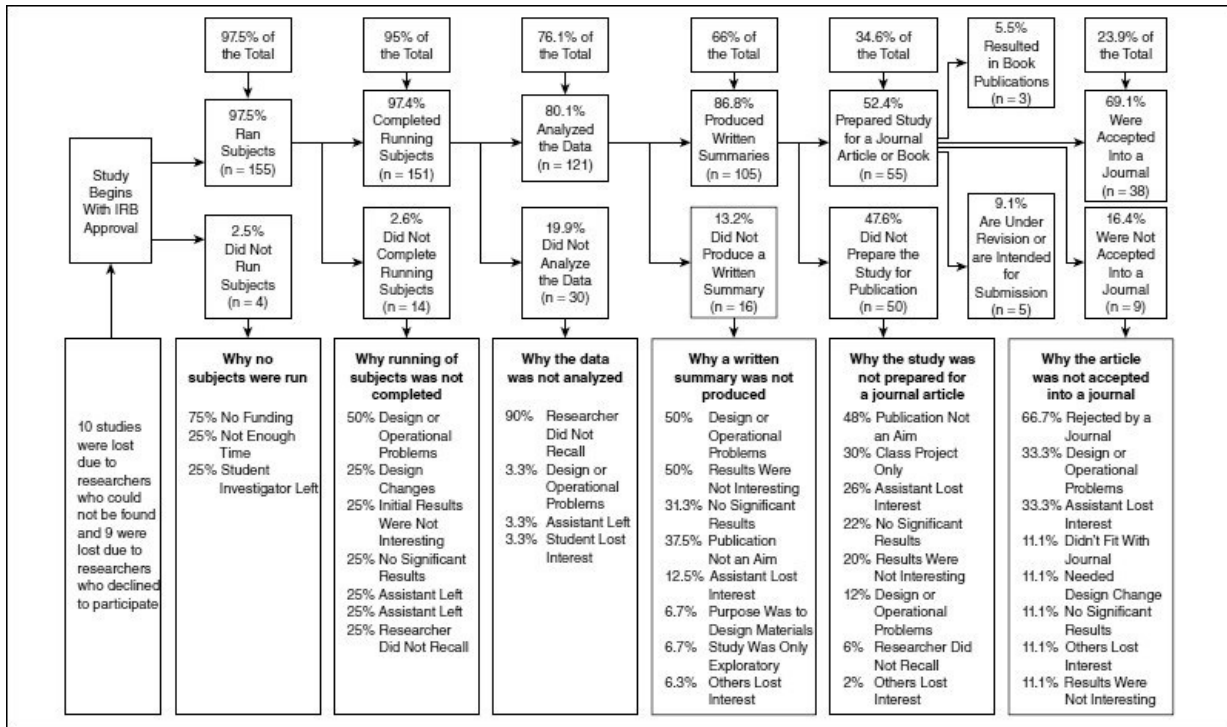 97.5% of
the Total
95% of
the Total
76.1% of
the Total
66% of
the Total
34.6% of
the Total
5.5%
Resulted
in Book
Publications
(n = 3)
23.9% of
the Total
Study
Begins
With IRB
Approval
97.5%
Ran
Subjects
(n = 155)
97.4%
Completed
Running
Subjects
(n = 151)
80.1%
Analyzed
the Data
(n = 121)
86.8%
Produced
Written
Summaries
(n = 105)
52.4%
Prepared Study
for a Journal
Article or Book
(n = 55)
69.1%
Were
Accepted
Into a
Journal
(n = 38)
2.5%
Did Not
Run
Subjects
(n = 4)
2.6%
Did Not
Complete
Running
Subjects
(n = 14)
19.9%
Did Not
Analyze
the Data
(n = 30)
13.2%
Did Not
Produce a
Written
Summary
(n = 16)
47.6%
Did Not
Prepare the
Study for
Publication
(n = 50)
9.1%
Are Under
Revision or
are Intended
for
Submission
(n = 5)
16.4%
Were Not
Accepted
Into a
Journal
(n = 9)
10 studies
were lost
due to
researchers
who could
not be found
and 9 were
lost due to
researchers
who declined
to participate
Why no
subjects were run
75% No Funding
25% Not Enough
Time
25% Student
Investigator Left
Why running of
subjects was not
completed
50% Design or
Operational
Problems
25% Design
Changes
25% Initial Results
Were Not
Interesting
25% No Significant
Results
25% Assistant Left
25% Assistant Left
25% Researcher
Did Not Recall
Why the data
was not analyzed
90% Researcher
Did Not
Recall
3.3% Design or
Operational
Problems
3.3% Assistant Left
3.3% Student Lost
Interest
Why a written
summary was not
produced
50% Design or
Operational
Problems
50% Results Were
Not Interesting
31.3% No Significant
Results
37.5% Publication
Not an Aim
12.5% Assistant Lost
Interest
6.7% Purpose Was to
Design Materials
6.7% Study Was Only
Exploratory
6.3% Others Lost
Interest
Why the study was
not prepared for
a journal article
48% Publication Not
an Aim
30% Class Project
Only
26% Assistant Lost
Interest
22% No Significant
Results
20% Results Were
Not Interesting
12% Design or
Operational
Problems
6% Researcher Did
Not Recall
2% Others Lost
Interest
Why the article
was not accepted
into a journal
66.7% Rejected by a
Journal
33.3% Design or
Operational
Problems
33.3% Assistant Lost
Interest
11.1% Didn't Fit With
Journal
11.1% Needed
Design Change
11.1% No Significant
Results
11.1% Others Lost
Interest
11.1% Results Were
Not Interesting